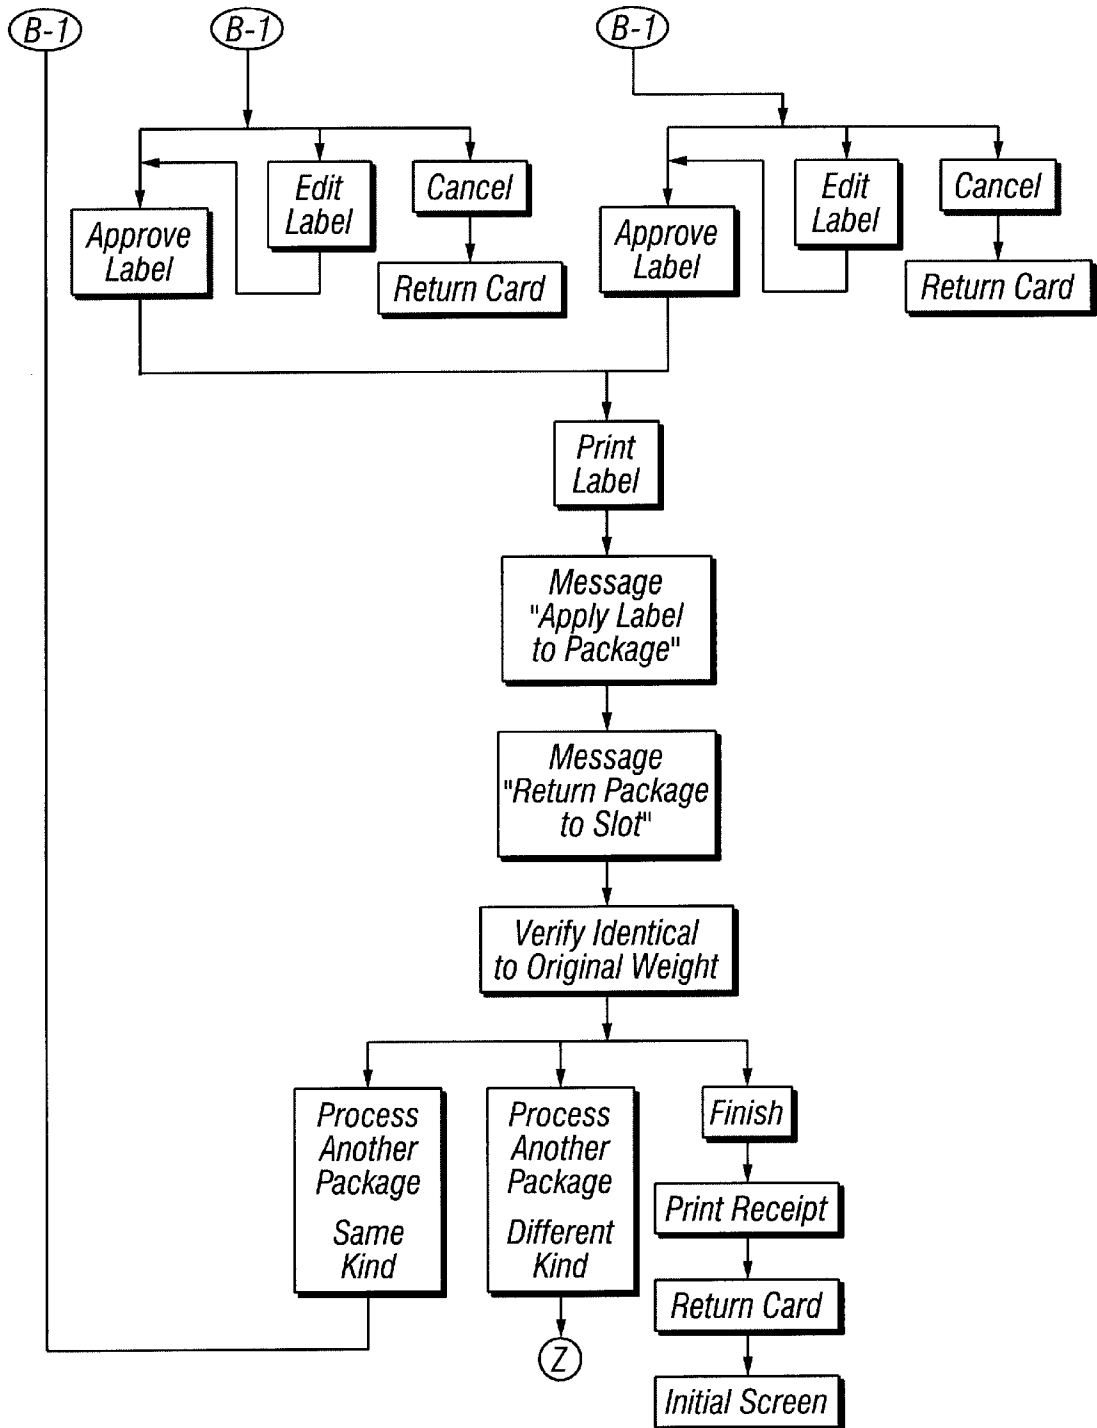 B-1
B-1
B-1
Edit
Label
Cancel
Approve
Label
Return Card
Edit
Label
Cancel
Approve
Label
Return Card
Print
Label
Message
"Apply Label
to Package"
Message
"Return Package
to Slot"
Verify Identical
to Original Weight
Process
Another
Package
Same
Kind
Process
Another
Package
Different
Kind
Z
Finish
Print Receipt
Return Card
Initial Screen